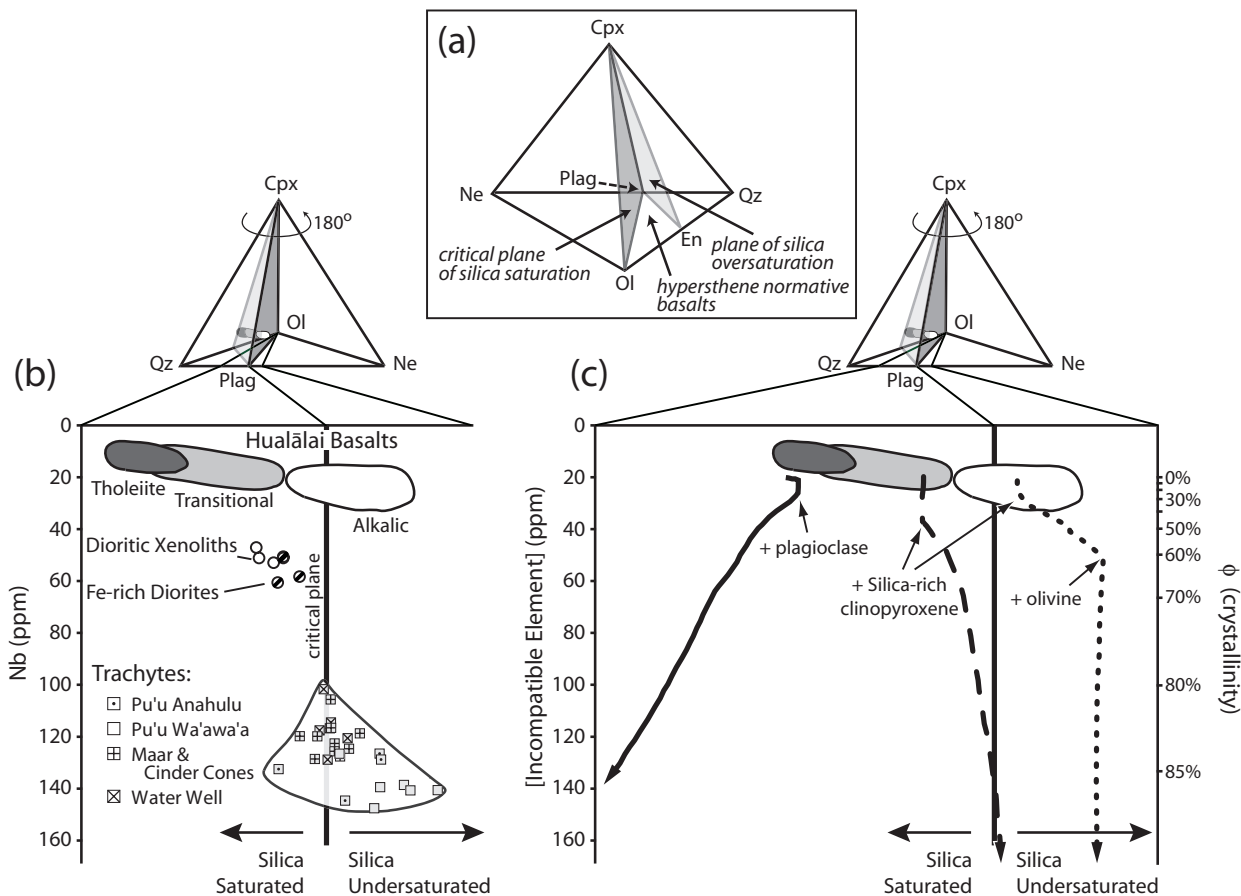 (a)
Cpx
Ne
Plag
Qz
En
Ol
critical plane
of silica saturation
plane of silica
oversaturation
hypersthene normative
basalts
(b)
Cpx
180o
Ol
Qz
Ne
Plag
0
20
40
60
80
100
120
140
160
Nb (ppm)
Hualālai Basalts
Tholeiite
Transitional
Alkalic
Dioritic Xenoliths
Fe-rich Diorites
critical plane
Trachytes:
Pu'u Anahulu
Pu'u Wa'awa'a
Maar &
Cinder Cones
Water Well
Silica
Saturated
Silica
Undersaturated
(c)
Cpx
180o
Ol
Qz
Ne
Plag
0
20
40
60
80
100
120
140
160
[Incompatible Element] (ppm)
+ plagioclase
+ Silica-rich
clinopyroxene
+ olivine
0%
30%
50%
60%
70%
80%
85%
ϕ (crystallinity)
Silica
Saturated
Silica
Undersaturated